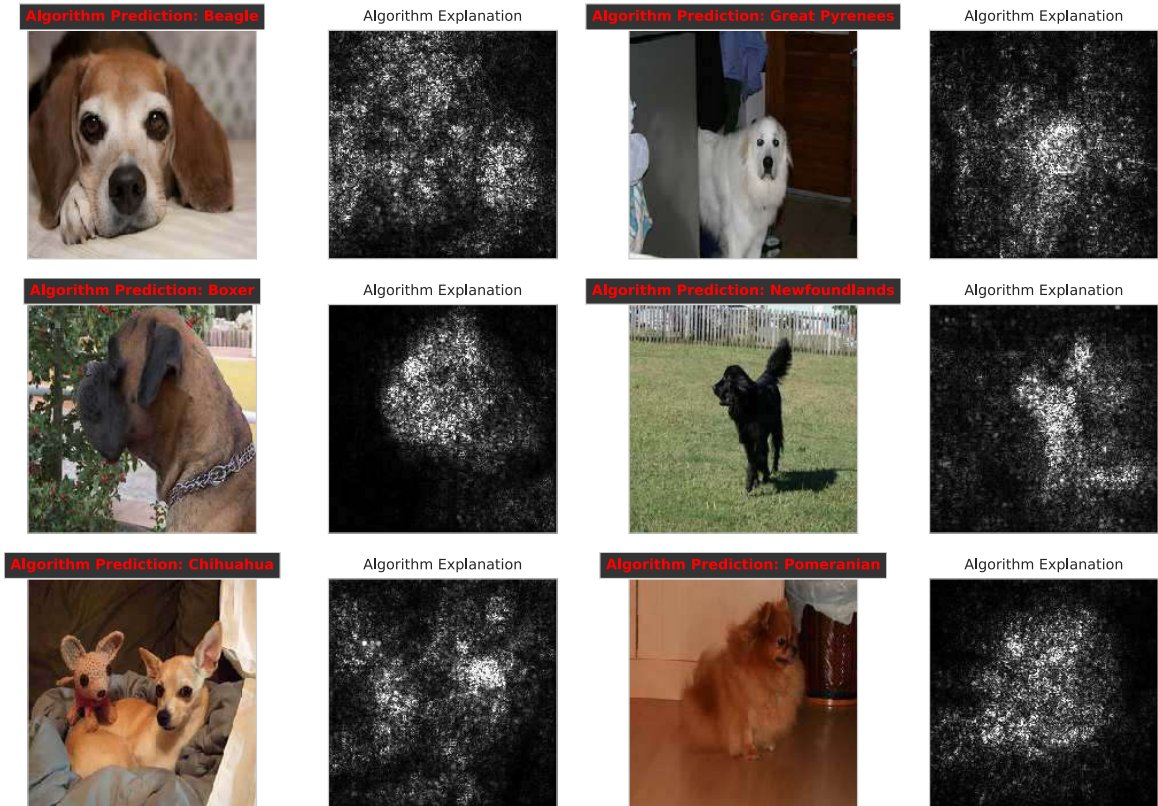 Algorithm Prediction: Beagle
Algorithm Explanation
Algorithm Prediction: Great Pyrenees
Algorithm Explanation
Algorithm Prediction: Boxer
Algorithm Explanation
Algorithm Prediction: Newfoundlands
Algorithm Explanation
Algorithm Prediction: Chihuahua
Algorithm Explanation
Algorithm Prediction: Pomeranian
Algorithm Explanation